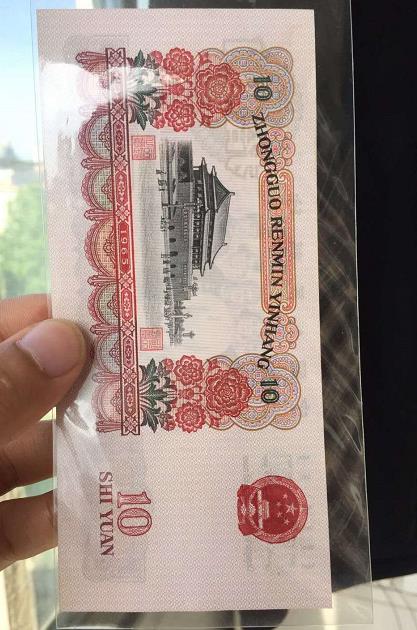 10 ZHONGGUO RENMIN YINHANG 10
1965
10
SHI YUAN